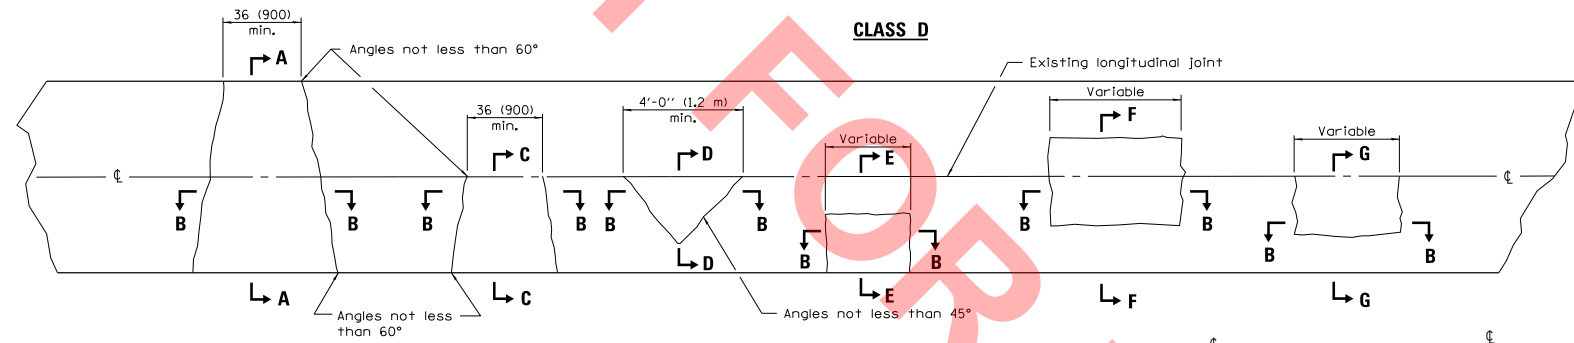 CLASS D
36 (900)
min.
A
Angles not less than 60°
Existing longitudinal joint
36 (900)
min.
4'-0'' (1.2 m)
min.
Variable
Variable
Variable
F
C
D
E
G
℄
℄
B
B
B
B
B
B
B
B
B
B
B
B
D
A
C
E
F
G
Angles not less
than 60°
Angles not less than 45°
℄
℄
FOR